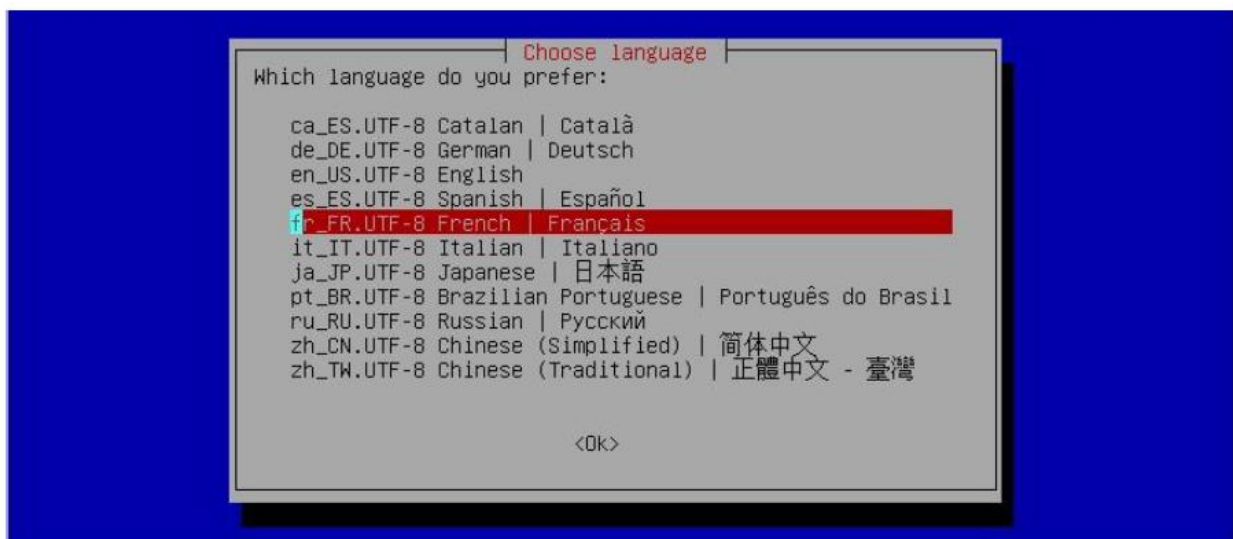 Choose language
Which language do you prefer:
ca_ES.UTF-8 Catalan | Català
de_DE.UTF-8 German | Deutsch
en_US.UTF-8 English
es_ES.UTF-8 Spanish | Español
fr_FR.UTF-8 French | Français
it_IT.UTF-8 Italian | Italiano
ja_JP.UTF-8 Japanese | 日本語
pt_BR.UTF-8 Brazilian Portuguese | Português do Brasil
ru_RU.UTF-8 Russian | Русский
zh_CN.UTF-8 Chinese (Simplified) | 简体中文
zh_TW.UTF-8 Chinese (Traditional) | 正體中文 - 臺灣
<Ok>